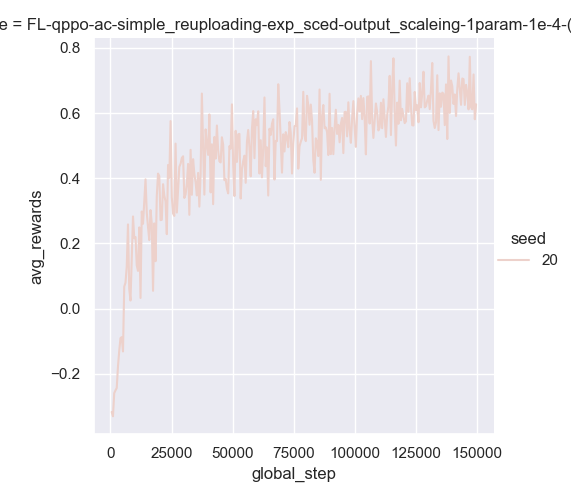 e = FL-qppo-ac-simple_reuploading-exp_sced-output_scaleing-1param-1e-4-(
0.8
0.6
0.4
0.2
0.0
−0.2
avg_rewards
0 25000 50000 75000 100000 125000 150000
global_step
seed
20